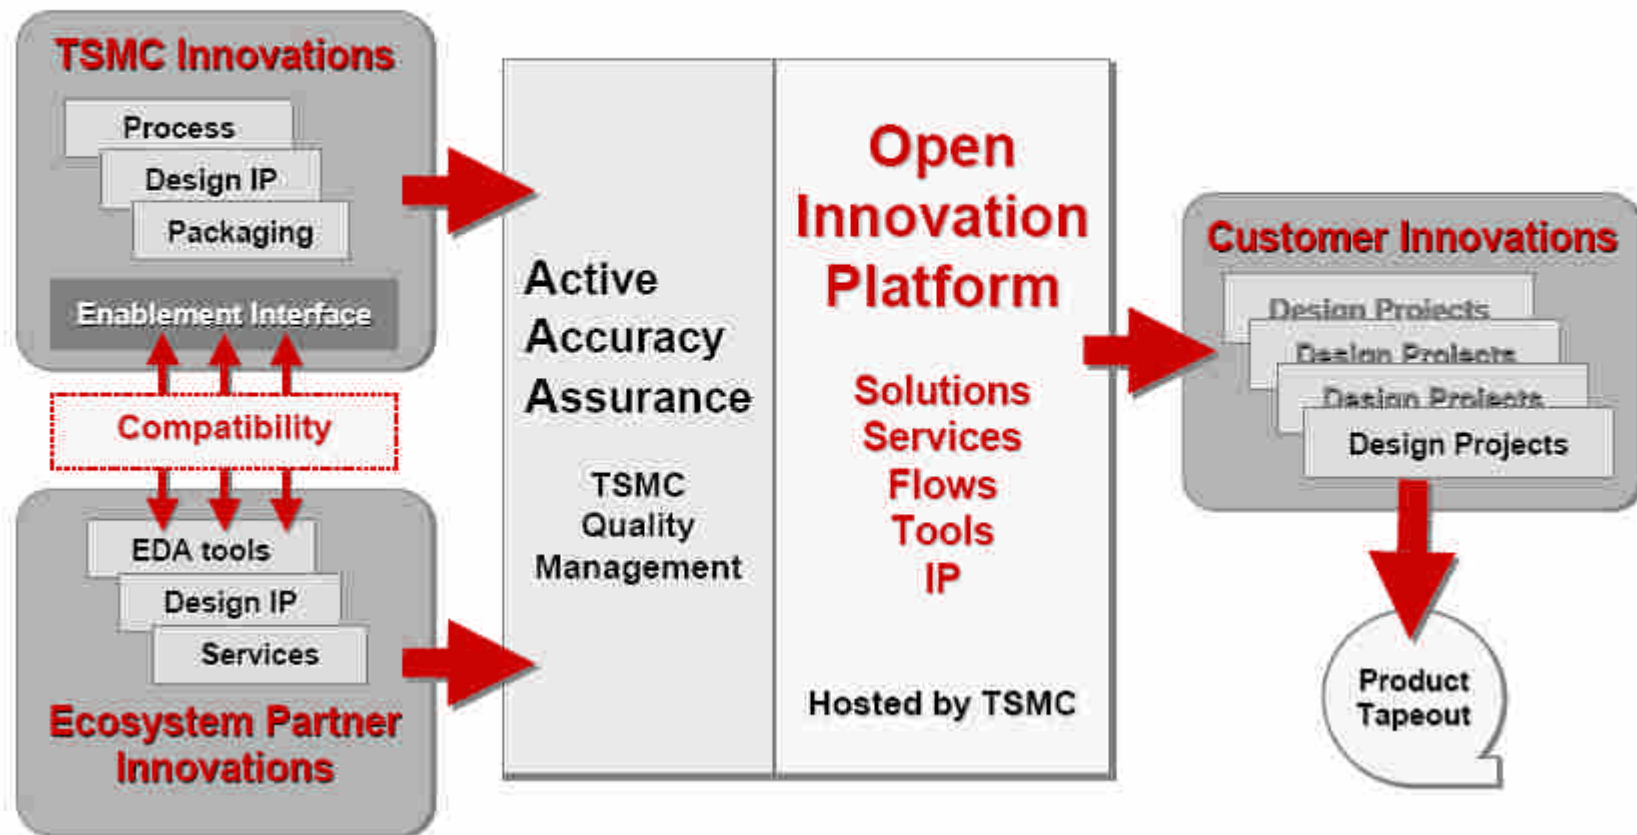 TSMC Innovations
Process
Design IP
Packaging
Enablement Interface
Compatibility
EDA tools
Design IP
Services
Ecosystem Partner
Innovations
Active
Accuracy
Assurance
TSMC
Quality
Management
Open
Innovation
Platform
Solutions
Services
Flows
Tools
IP
Hosted by TSMC
Customer Innovations
Design Projects
Design Projects
Design Projects
Design Projects
Product
Tapeout